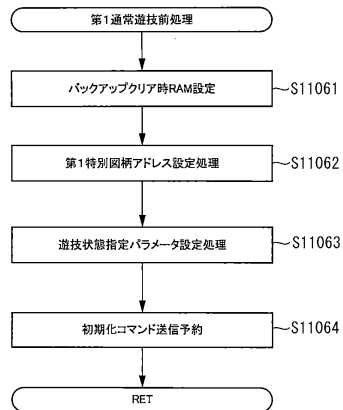 第1通常遊技前処理
バックアップクリア時RAM設定
S11061
第1特別図柄アドレス設定処理
S11062
遊技状態指定パラメータ設定処理
S11063
初期化コマンド送信予約
S11064
RET